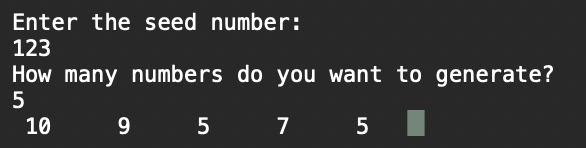 Enter the seed number:
123
How many numbers do you want to generate?
5
10 9 5 7 5